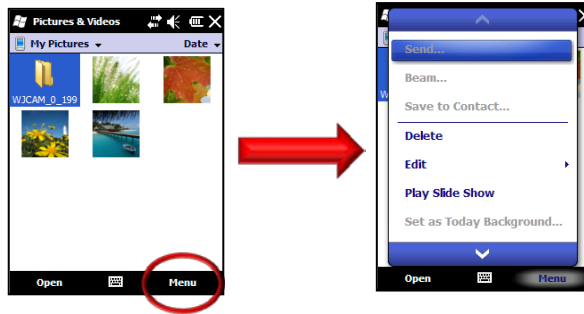 Pictures & Videos
My Pictures
Date
WJCAM_0_199
Open
Menu
Send...
Beam...
Save to Contact...
Delete
Edit
Play Slide Show
Set as Today Background...
Open
Menu